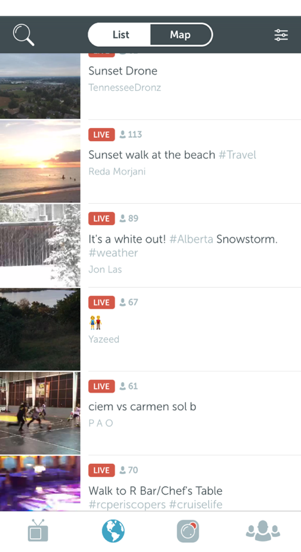 List
Map
Sunset Drone
TennesseeDronz
LIVE 113
Sunset walk at the beach #Travel
Reda Morjani
LIVE 89
It's a white out! #Alberta Snowstorm.
#weather
Jon Las
LIVE 67
Yazeed
LIVE 61
ciem vs carmen sol b
P A O
LIVE 70
Walk to R Bar/Chef's Table
#rcperiscopers #cruiselife